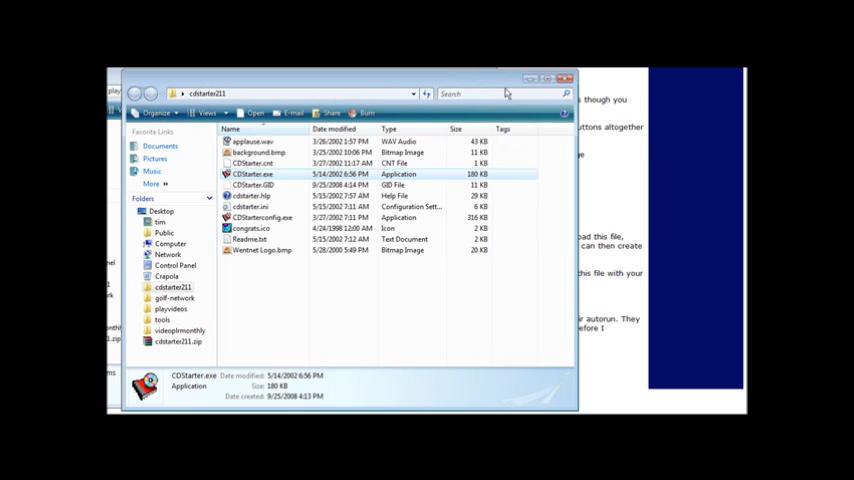 play
cdstarter211
Search
Organize Views Open E-mail Share Burn
Favorite Links
Documents
Pictures
Music
More »
Folders
Desktop
tim
Public
Computer
Network
Control Panel
Crapola
cdstarter211
golf-network
playvideos
tools
videoplrmonthly
cdstarter211.zip
Name Date modified Type Size Tags
applause.wav 3/26/2002 1:57 PM WAV Audio 43 KB
background.bmp 3/25/2002 10:06 PM Bitmap Image 11 KB
CDStarter.cnt 3/27/2002 11:17 AM CNT File 1 KB
CDStarter.exe 5/14/2002 6:56 PM Application 180 KB
CDStarter.GID 9/25/2008 4:14 PM GID File 11 KB
cdstarter.hlp 5/15/2002 7:57 AM Help File 29 KB
cdstarter.ini 5/15/2002 7:11 AM Configuration Sett... 6 KB
CDStarterconfig.exe 3/27/2002 7:11 PM Application 316 KB
congrats.ico 4/24/1998 12:00 AM Icon 2 KB
Readme.txt 5/15/2002 7:12 AM Text Document 2 KB
Wentnet Logo.bmp 5/28/2000 5:49 PM Bitmap Image 20 KB
CDStarter.exe Date modified: 5/14/2002 6:56 PM
Application Size: 180 KB
Date created: 9/25/2008 4:13 PM
s though you
uttons altogether
ge
oad this file,
can then create
this file with your
ir autorun. They
efore I